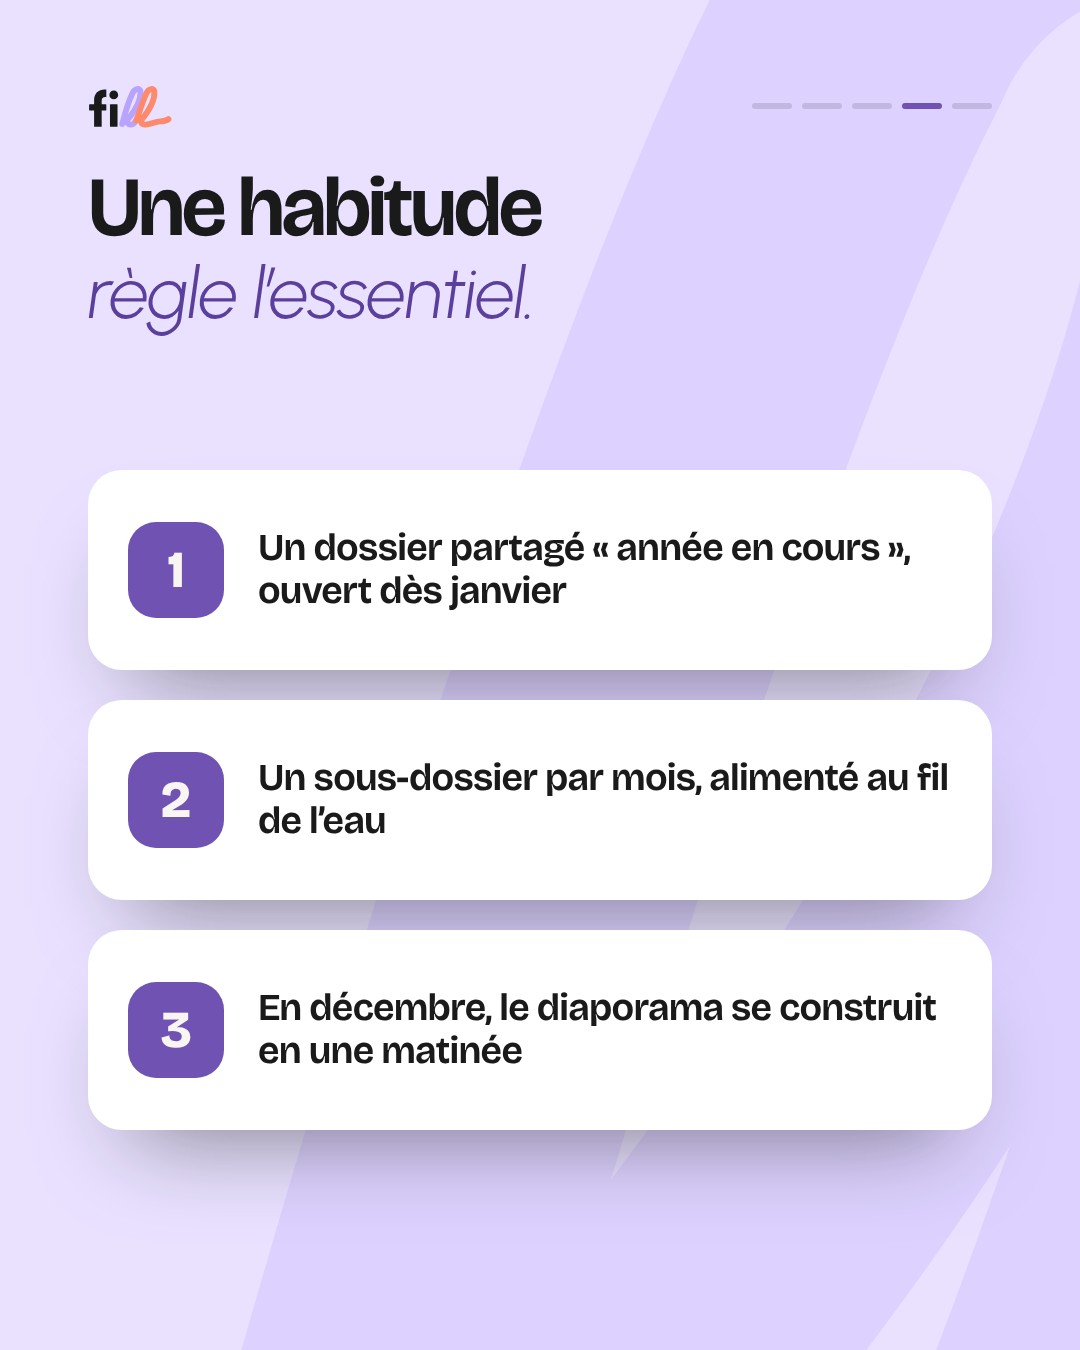 fill
Une habitude
règle l'essentiel.
1
Un dossier partagé « année en cours »,
ouvert dès janvier
2
Un sous-dossier par mois, alimenté au fil
de l’eau
3
En décembre, le diaporama se construit
en une matinée